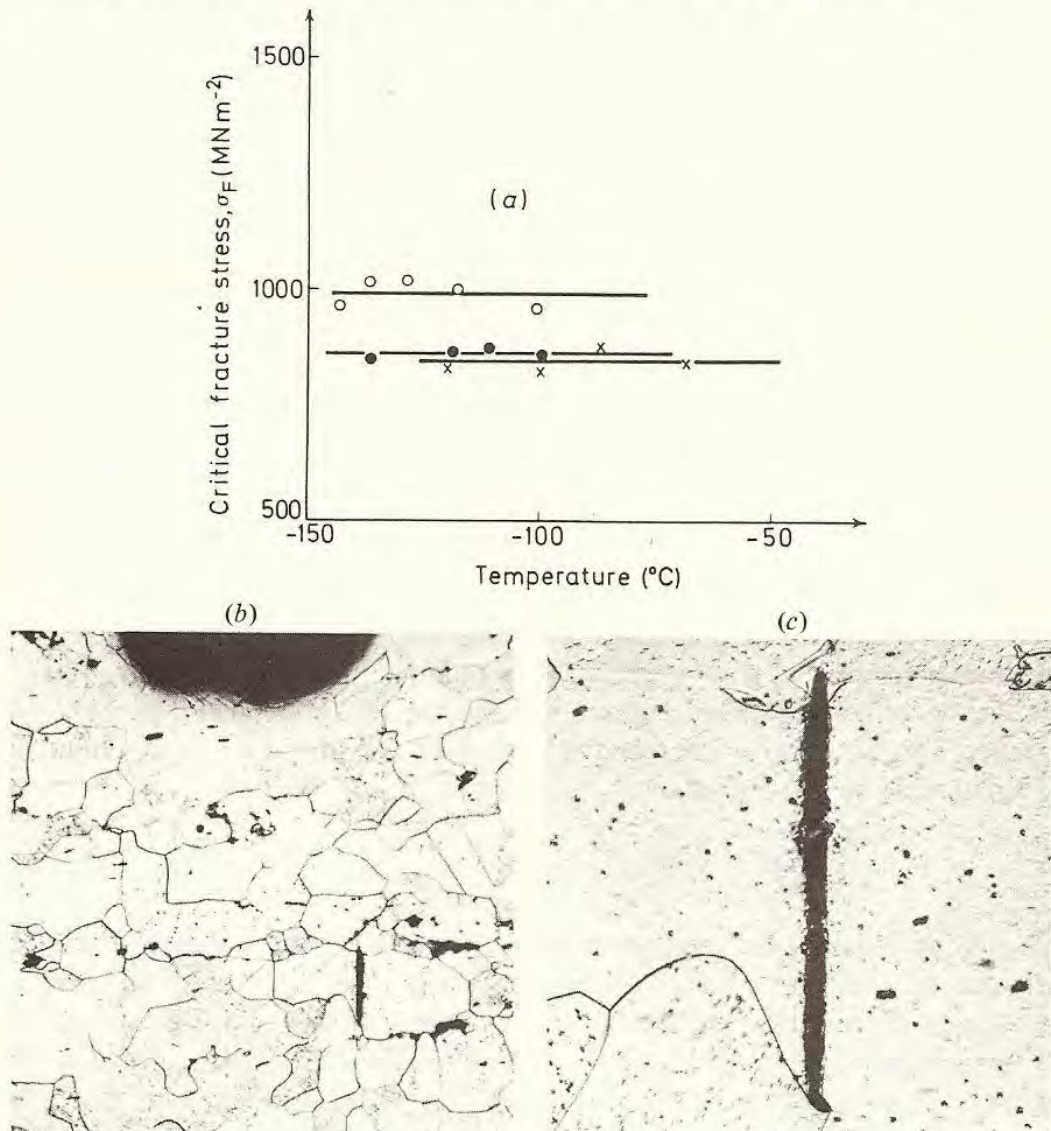 1500
(a)
1000
500
-150
-100
-50
Critical fracture stress, σF (MNm-2)
Temperature (°C)
(b)
(c)